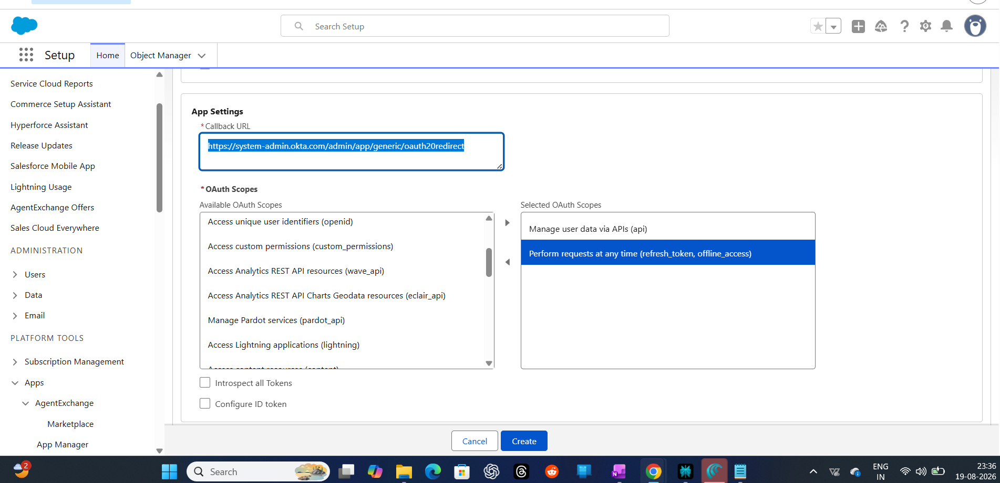 Search Setup
Setup
Home
Object Manager
Service Cloud Reports
Commerce Setup Assistant
Hyperforce Assistant
Release Updates
Salesforce Mobile App
Lightning Usage
AgentExchange Offers
Sales Cloud Everywhere
ADMINISTRATION
Users
Data
Email
PLATFORM TOOLS
Subscription Management
Apps
AgentExchange
Marketplace
App Manager
App Settings
*Callback URL
https://system-admin.okta.com/admin/app/generic/oauth20redirect
*OAuth Scopes
Available OAuth Scopes
Access unique user identifiers (openid)
Access custom permissions (custom_permissions)
Access Analytics REST API resources (wave_api)
Access Analytics REST API Charts Geodata resources (eclair_api)
Manage Pardot services (pardot_api)
Access Lightning applications (lightning)
Access content resources (content)
Selected OAuth Scopes
Manage user data via APIs (api)
Perform requests at any time (refresh_token, offline_access)
Introspect all Tokens
Configure ID token
Cancel
Create
2
Search
N
ENG
IN
23:36
19-08-2026